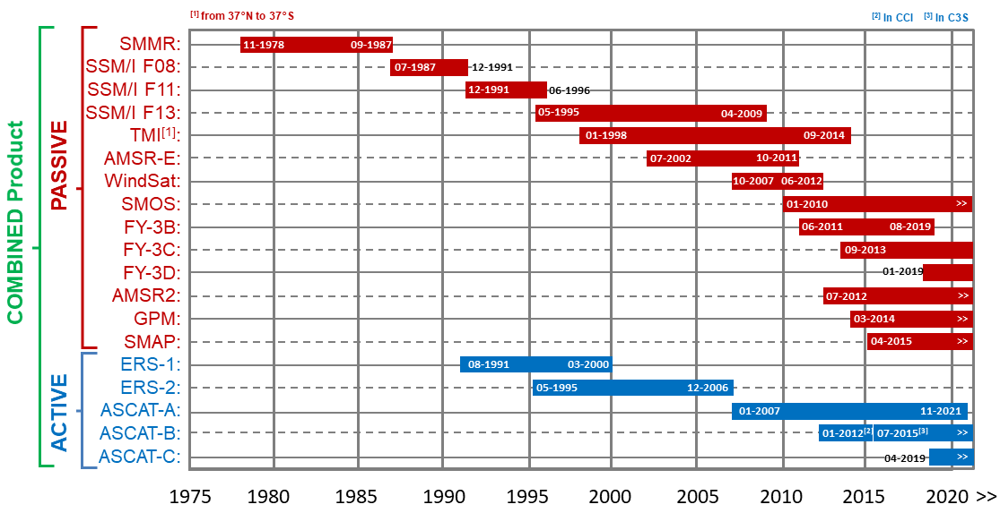 [1] from 37°N to 37°S
[2] In CCI [3] In C3S
COMBINED Product
PASSIVE
SMMR: 11-1978 09-1987
SSM/I F08: 07-1987 12-1991
SSM/I F11: 12-1991 06-1996
SSM/I F13: 05-1995 04-2009
TMI[1]: 01-1998 09-2014
AMSR-E: 07-2002 10-2011
WindSat: 10-2007 06-2012
SMOS: 01-2010 >>
FY-3B: 06-2011 08-2019
FY-3C: 09-2013
FY-3D: 01-2019
AMSR2: 07-2012 >>
GPM: 03-2014 >>
SMAP: 04-2015 >>
ACTIVE
ERS-1: 08-1991 03-2000
ERS-2: 05-1995 12-2006
ASCAT-A: 01-2007 11-2021
ASCAT-B: 01-2012[2] 07-2015[3] >>
ASCAT-C: 04-2019 >>
1975 1980 1985 1990 1995 2000 2005 2010 2015 2020 >>